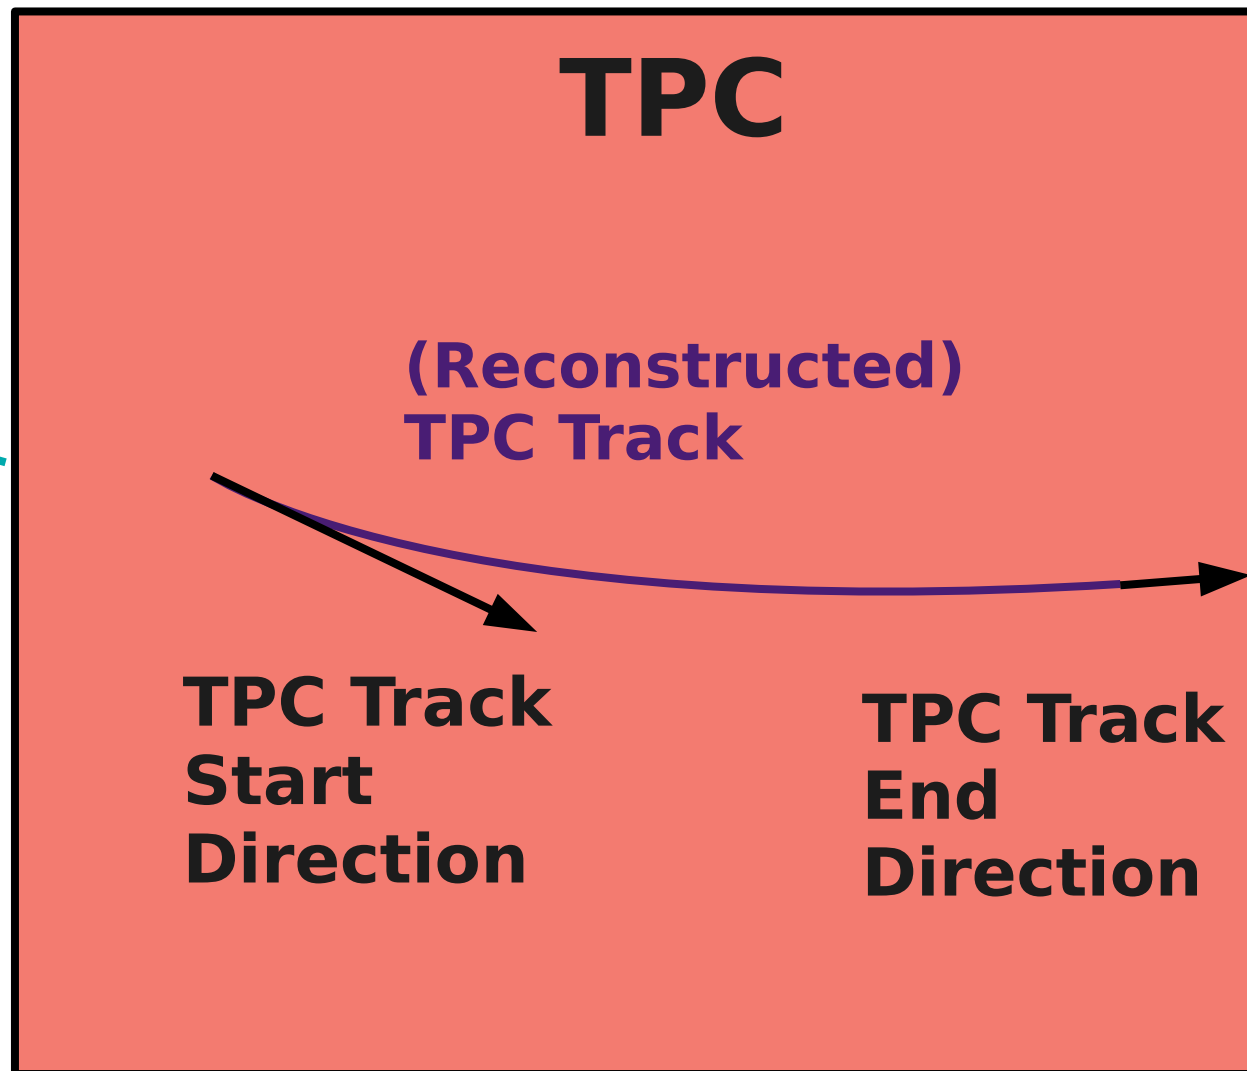 TPC
(Reconstructed)
TPC Track
TPC Track
Start
Direction
TPC Track
End
Direction